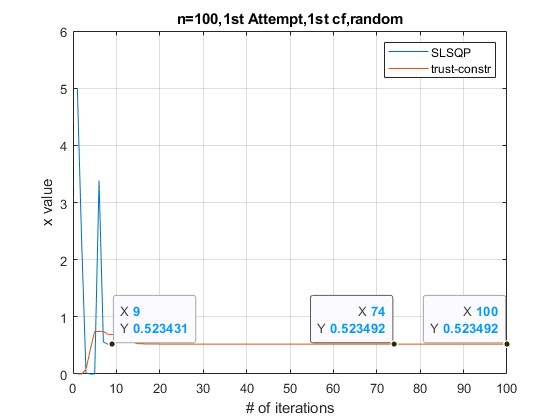 n=100,1st Attempt,1st cf,random
SLSQP
trust-constr
6
5
4
3
2
1
0
x value
X 9
Y 0.523431
X 74
Y 0.523492
X 100
Y 0.523492
0 10 20 30 40 50 60 70 80 90 100
# of iterations